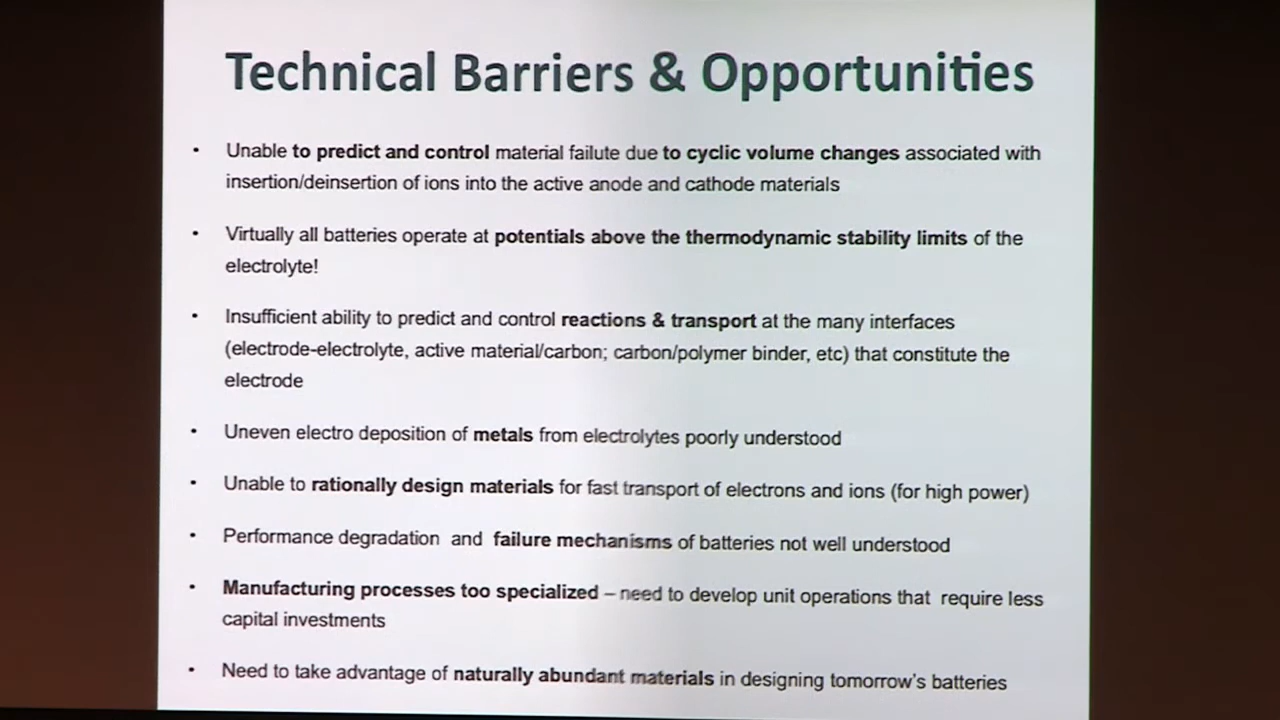 Technical Barriers & Opportunities
• Unable to predict and control material failute due to cyclic volume changes associated with
insertion/deinsertion of ions into the active anode and cathode materials
• Virtually all batteries operate at potentials above the thermodynamic stability limits of the
electrolyte!
• Insufficient ability to predict and control reactions & transport at the many interfaces
(electrode-electrolyte, active material/carbon; carbon/polymer binder, etc) that constitute the
electrode
• Uneven electro deposition of metals from electrolytes poorly understood
• Unable to rationally design materials for fast transport of electrons and ions (for high power)
• Performance degradation and failure mechanisms of batteries not well understood
• Manufacturing processes too specialized – need to develop unit operations that require less
capital investments
• Need to take advantage of naturally abundant materials in designing tomorrow's batteries